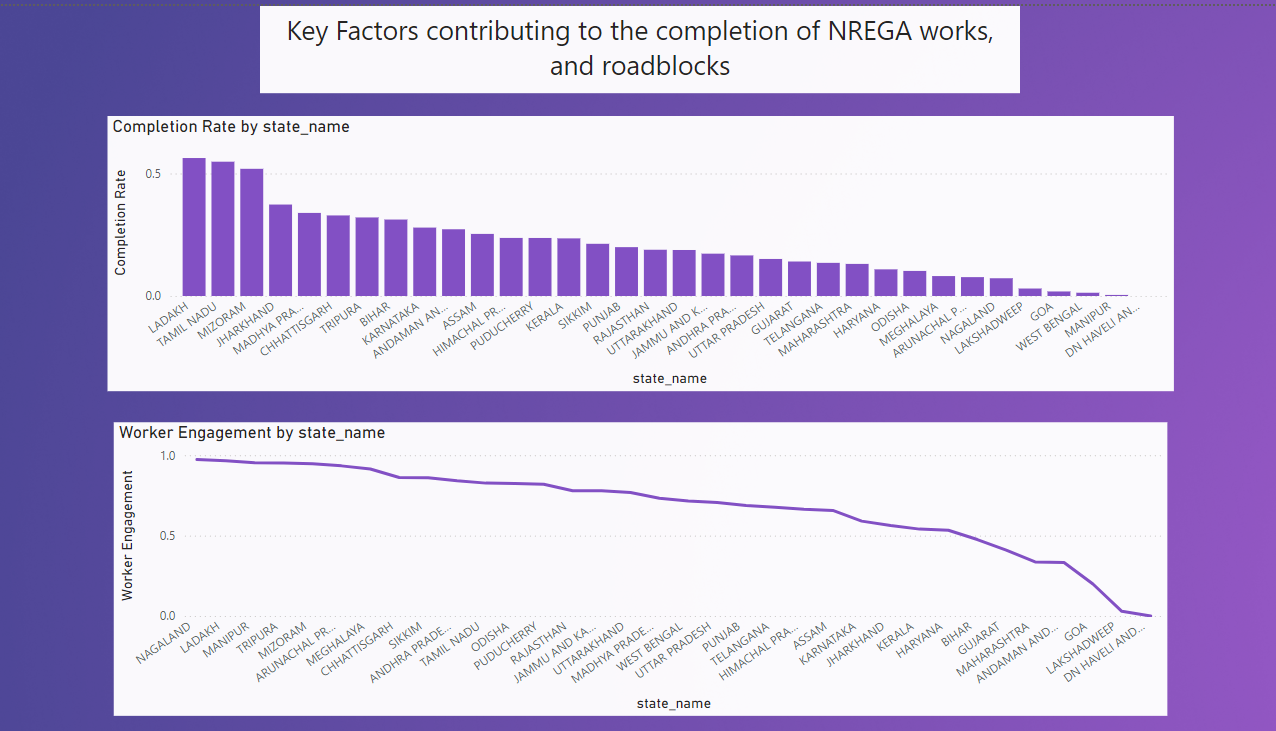 Key Factors contributing to the completion of NREGA works,
and roadblocks
Completion Rate by state_name
Completion Rate
0.5
0.0
LADAKH
TAMIL NADU
MIZORAM
JHARKHAND
MADHYA PRA...
CHHATTISGARH
TRIPURA
BIHAR
KARNATAKA
ANDAMAN AN...
ASSAM
HIMACHAL PR...
PUDUCHERRY
KERALA
SIKKIM
PUNJAB
RAJASTHAN
UTTARAKHAND
JAMMU AND K...
ANDHRA PRA...
UTTAR PRADESH
GUJARAT
TELANGANA
MAHARASHTRA
HARYANA
ODISHA
MEGHALAYA
ARUNACHAL P...
NAGALAND
LAKSHADWEEP
GOA
WEST BENGAL
MANIPUR
DN HAVELI AN...
state_name
Worker Engagement by state_name
Worker Engagement
1.0
0.5
0.0
NAGALAND
LADAKH
MANIPUR
TRIPURA
MIZORAM
ARUNACHAL PR...
MEGHALAYA
CHHATTISGARH
SIKKIM
ANDHRA PRADE...
TAMIL NADU
ODISHA
PUDUCHERRY
RAJASTHAN
JAMMU AND KA...
UTTARAKHAND
MADHYA PRADE...
WEST BENGAL
UTTAR PRADESH
PUNJAB
TELANGANA
HIMACHAL PRA...
ASSAM
KARNATAKA
JHARKHAND
KERALA
HARYANA
BIHAR
GUJARAT
MAHARASHTRA
ANDAMAN AND...
GOA
LAKSHADWEEP
DN HAVELI AND...
state_name